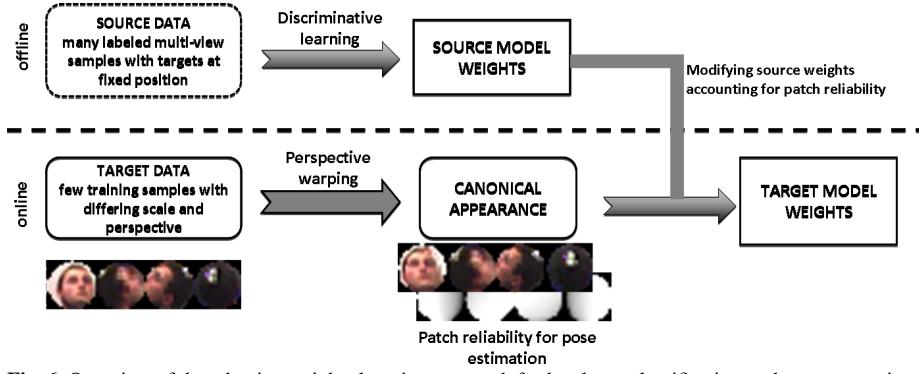 offline
SOURCE DATA
many labeled multi-view
samples with targets at
fixed position
Discriminative
learning
SOURCE MODEL
WEIGHTS
Modifying source weights
accounting for patch reliability
online
TARGET DATA
few training samples with
differing scale and
perspective
Perspective
warping
CANONICAL
APPEARANCE
TARGET MODEL
WEIGHTS
Patch reliability for pose
estimation